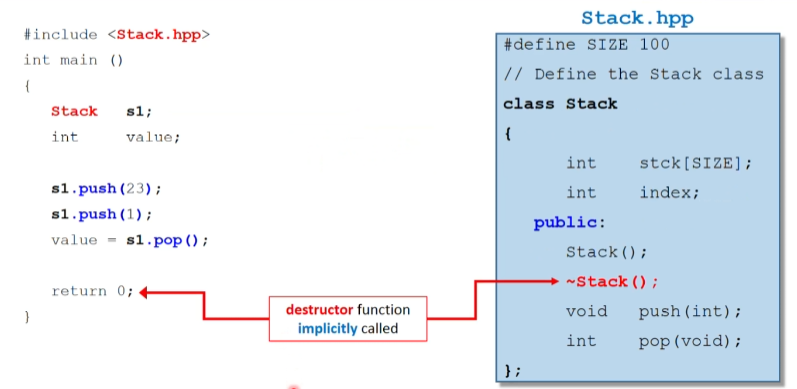 #include <Stack.hpp>
int main ()
{
Stack s1;
int value;
s1.push(23);
s1.push(1);
value = s1.pop();
return 0;
}
destructor function
implicitly called
Stack.hpp
#define SIZE 100
// Define the Stack class
class Stack
{
int stck[SIZE];
int index;
public:
Stack();
~Stack();
void push(int);
int pop(void);
};